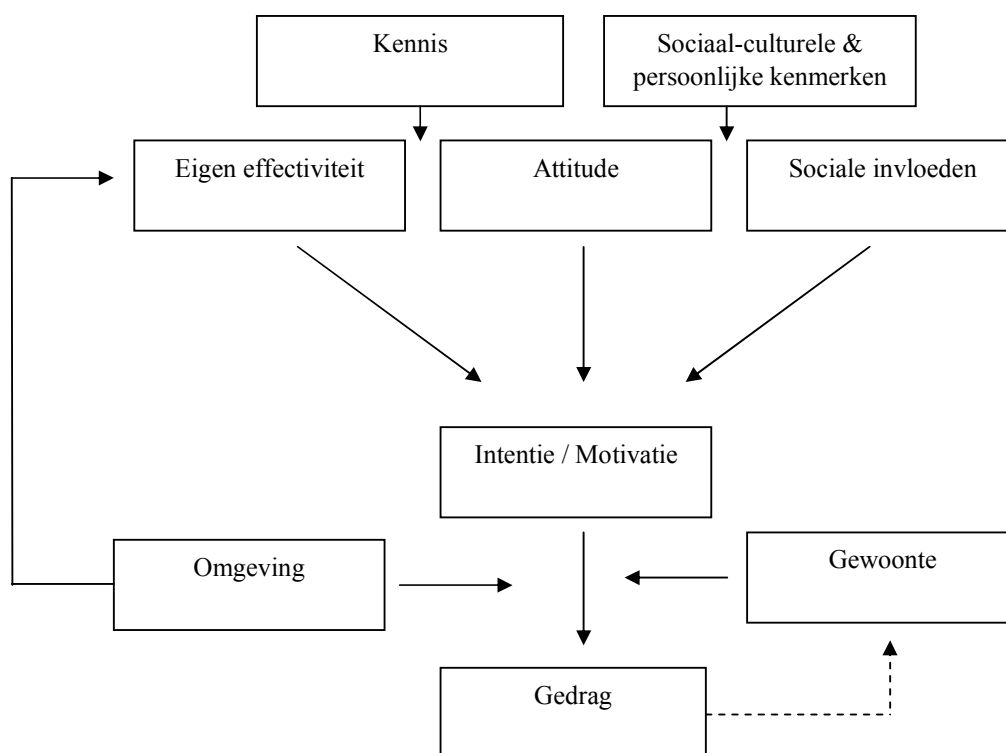 Kennis
Sociaal-culturele &
persoonlijke kenmerken
Eigen effectiviteit
Attitude
Sociale invloeden
Intentie / Motivatie
Omgeving
Gewoonte
Gedrag